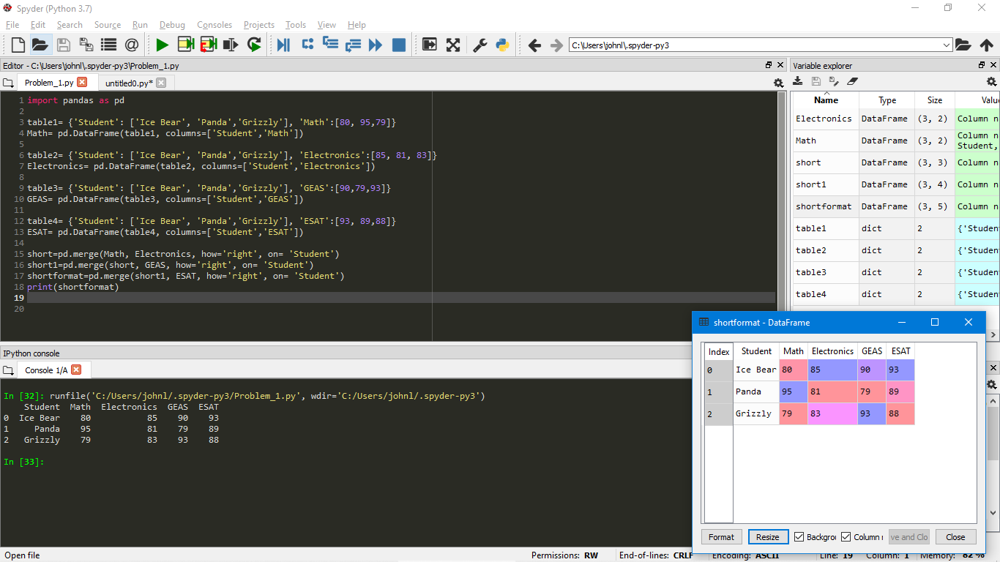 Spyder (Python 3.7)
File Edit Search Source Run Debug Consoles Projects Tools View Help
C:\Users\johnl\.spyder-py3
Editor - C:\Users\johnl\.spyder-py3\Problem_1.py
Problem_1.py
untitled0.py*
1 import pandas as pd
2
3 table1= {'Student': ['Ice Bear', 'Panda','Grizzly'], 'Math':[80, 95,79]}
4 Math= pd.DataFrame(table1, columns=['Student','Math'])
5
6 table2= {'Student': ['Ice Bear', 'Panda','Grizzly'], 'Electronics':[85, 81, 83]}
7 Electronics= pd.DataFrame(table2, columns=['Student','Electronics'])
8
9 table3= {'Student': ['Ice Bear', 'Panda','Grizzly'], 'GEAS':[90,79,93]}
10 GEAS= pd.DataFrame(table3, columns=['Student','GEAS'])
11
12 table4= {'Student': ['Ice Bear', 'Panda','Grizzly'], 'ESAT':[93, 89,88]}
13 ESAT= pd.DataFrame(table4, columns=['Student','ESAT'])
14
15 short=pd.merge(Math, Electronics, how='right', on= 'Student')
16 short1=pd.merge(short, GEAS, how='right', on= 'Student')
17 shortformat=pd.merge(short1, ESAT, how='right', on= 'Student')
18 print(shortformat)
19
20
Variable explorer
Name Type Size Valu
Electronics DataFrame (3, 2) Column n
Math DataFrame (3, 2) Column n
Student,
short DataFrame (3, 3) Column n
short1 DataFrame (3, 4) Column n
shortformat DataFrame (3, 5) Column n
table1 dict 2 {'Studen
table2 dict 2 {'Studen
table3 dict 2 {'Studen
table4 dict 2 {'Studen
IPython console
Console 1/A
In [32]: runfile('C:/Users/johnl/.spyder-py3/Problem_1.py', wdir='C:/Users/johnl/.spyder-py3')
Student Math Electronics GEAS ESAT
0 Ice Bear 80 85 90 93
1 Panda 95 81 79 89
2 Grizzly 79 83 93 88
In [33]:
shortformat - DataFrame
Index Student Math Electronics GEAS ESAT
0 Ice Bear 80 85 90 93
1 Panda 95 81 79 89
2 Grizzly 79 83 93 88
Format Resize Backgrou Column ve and Clo Close
Open file
Permissions: RW End-of-lines: CRLF Encoding: ASCII Line: 19 Column: 1 Memory: 82 %